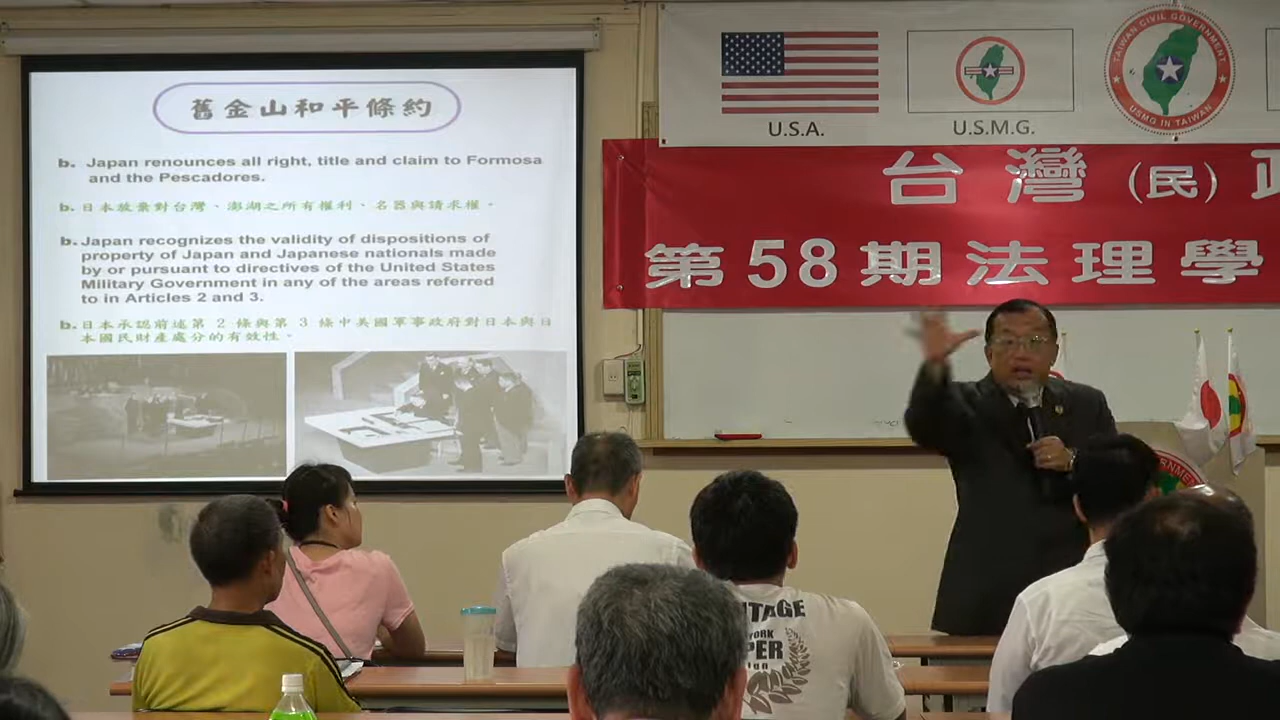 舊金山和平條約
b. Japan renounces all right, title and claim to Formosa
and the Pescadores.
b. 日本放棄對台灣、澎湖之所有權利、名器與請求權。
b. Japan recognizes the validity of dispositions of
property of Japan and Japanese nationals made
by or pursuant to directives of the United States
Military Government in any of the areas referred
to in Articles 2 and 3.
b. 日本承認前述第 2 條與第 3 條中美國軍事政府對日本與日
本國民財產處分的有效性。
U.S.A.
U.S.M.G.
TAIWAN CIVIL GOVERNMENT
USMG IN TAIWAN
台灣(民)政
第58期法理學